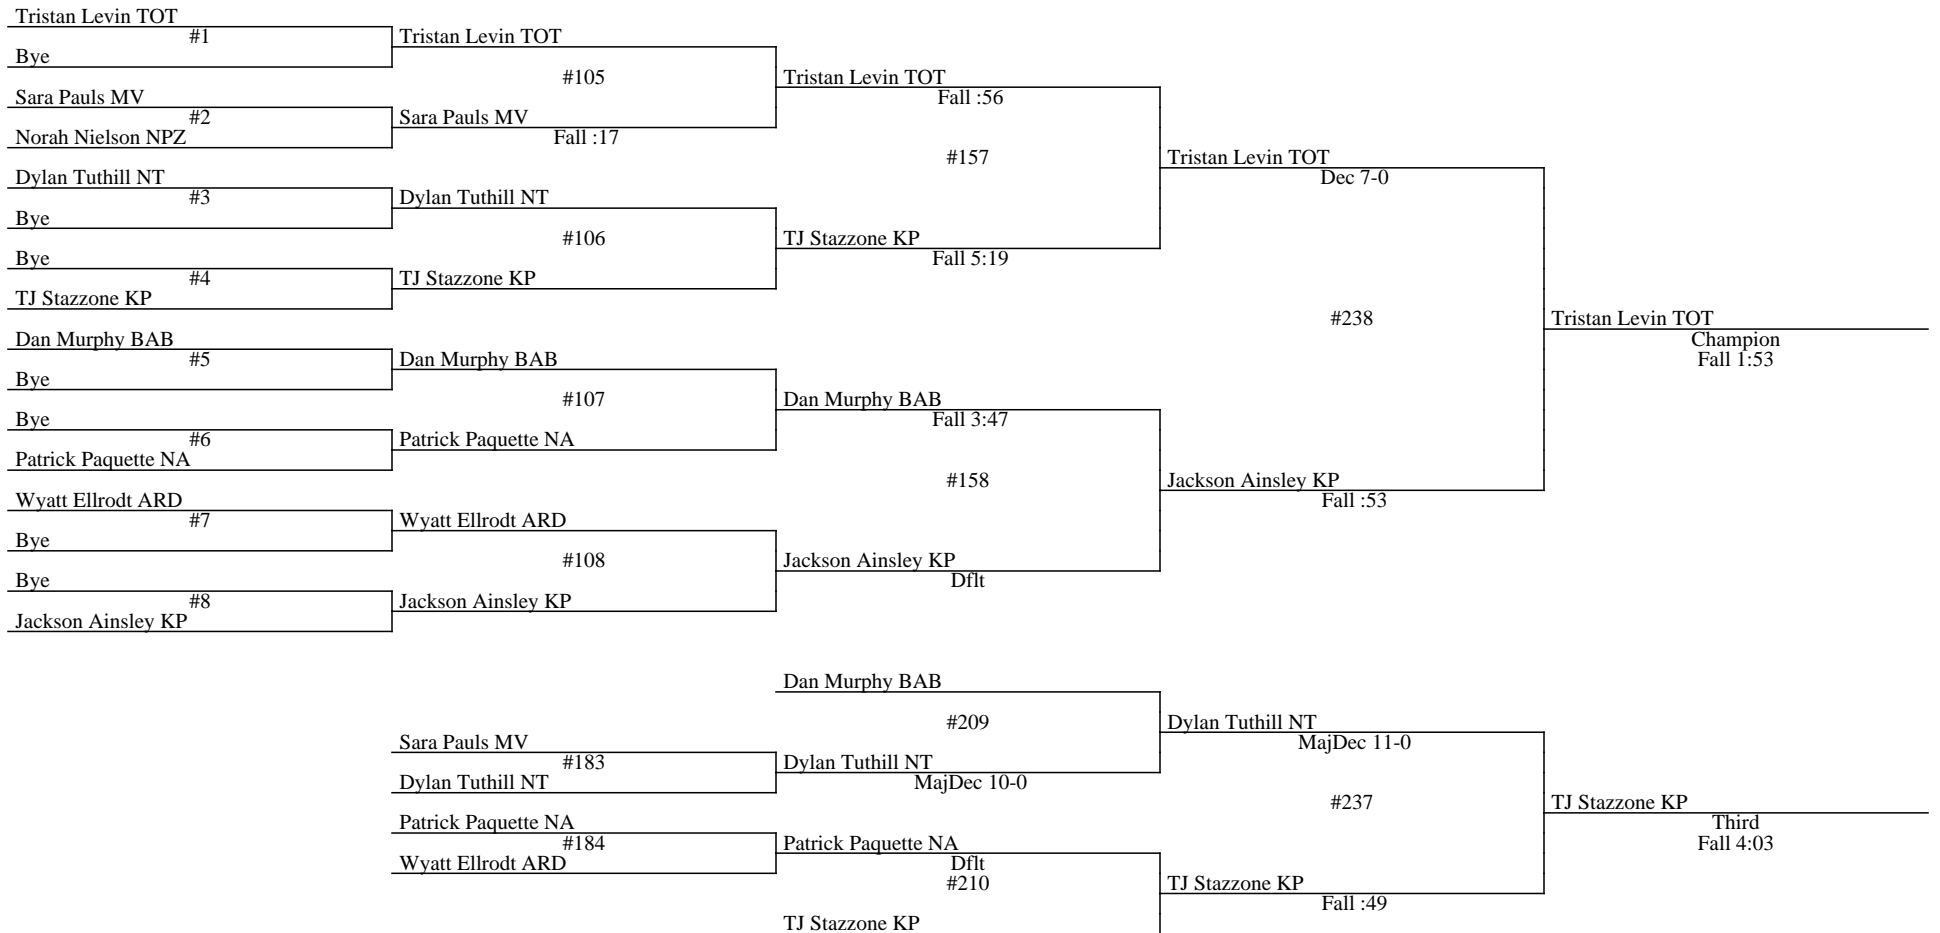 Tristan Levin TOT
#1
Bye
Tristan Levin TOT
#105
Sara Pauls MV
#2
Norah Nielson NPZ
Sara Pauls MV
Fall :17
Tristan Levin TOT
Fall :56
#157
Dylan Tuthill NT
#3
Bye
Dylan Tuthill NT
#106
Bye
#4
TJ Stazzone KP
TJ Stazzone KP
TJ Stazzone KP
Fall 5:19
Tristan Levin TOT
Dec 7-0
#238
Dan Murphy BAB
#5
Bye
Dan Murphy BAB
#107
Bye
#6
Patrick Paquette NA
Patrick Paquette NA
Dan Murphy BAB
Fall 3:47
#158
Wyatt Ellrodt ARD
#7
Bye
Wyatt Ellrodt ARD
#108
Bye
#8
Jackson Ainsley KP
Jackson Ainsley KP
Jackson Ainsley KP
Dflt
Jackson Ainsley KP
Fall :53
Tristan Levin TOT
Champion
Fall 1:53
Dan Murphy BAB
#209
Sara Pauls MV
#183
Dylan Tuthill NT
Dylan Tuthill NT
MajDec 10-0
Dylan Tuthill NT
MajDec 11-0
#237
Patrick Paquette NA
#184
Wyatt Ellrodt ARD
Patrick Paquette NA
Dflt
#210
TJ Stazzone KP
TJ Stazzone KP
Fall :49
TJ Stazzone KP
Third
Fall 4:03